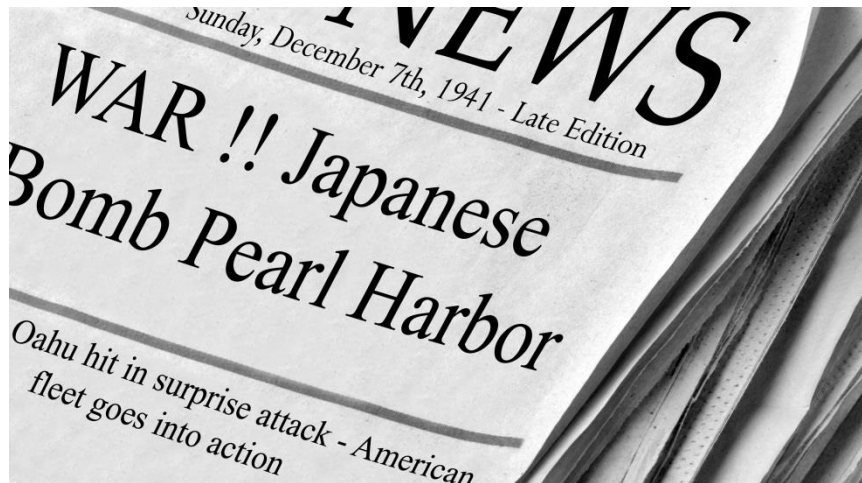 NEWS
Sunday, December 7th, 1941 - Late Edition
WAR !! Japanese
Bomb Pearl Harbor
Oahu hit in surprise attack - American
fleet goes into action